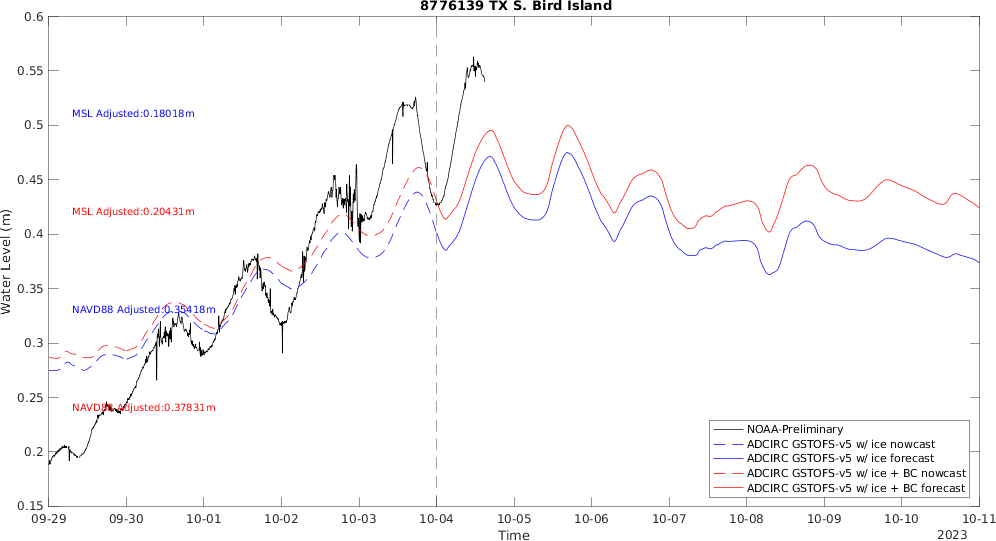 8776139 TX S. Bird Island
0.6
0.55
0.5
0.45
0.4
0.35
0.3
0.25
0.2
0.15
Water Level (m)
MSL Adjusted:0.18018m
MSL Adjusted:0.20431m
NAVD88 Adjusted:0.35418m
NAVD88 Adjusted:0.37831m
NOAA-Preliminary
ADCIRC GSTOFS-v5 w/ ice nowcast
ADCIRC GSTOFS-v5 w/ ice forecast
ADCIRC GSTOFS-v5 w/ ice + BC nowcast
ADCIRC GSTOFS-v5 w/ ice + BC forecast
09-29 09-30 10-01 10-02 10-03 10-04 10-05 10-06 10-07 10-08 10-09 10-10 10-11
Time
2023